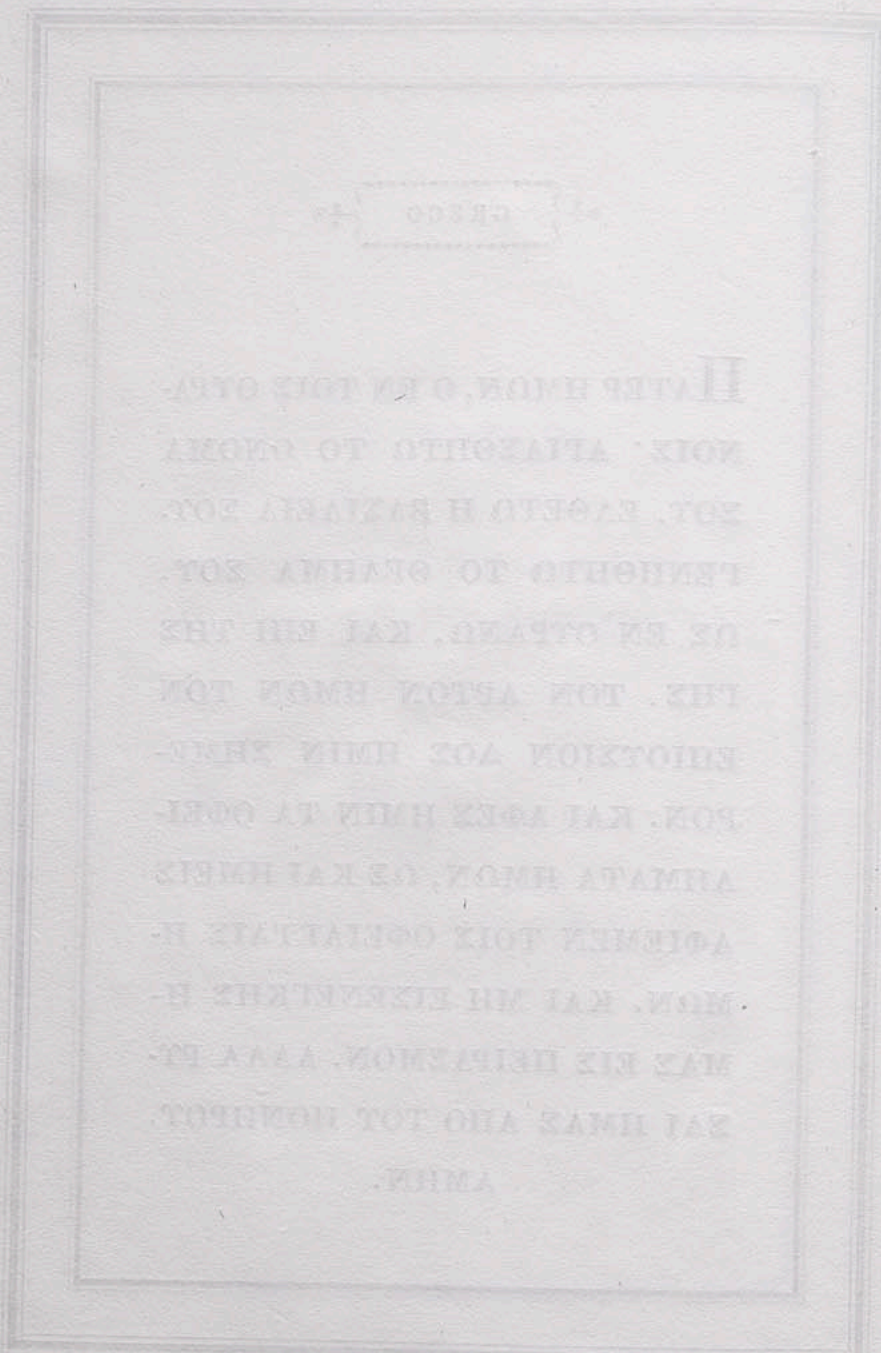 GRECO
ΠΑΤΕΡ ΗΜΩΝ, Ο ΕΝ ΤΟΙΣ ΟΥΡΑ-
ΝΟΙΣ ΑΓΙΑΣΘΗΤΩ ΤΟ ΟΝΟΜΑ
ΣΟΥ. ΕΛΘΕΤΩ Η ΒΑΣΙΛΕΙΑ ΣΟΥ.
ΓΕΝΗΘΗΤΩ ΤΟ ΘΕΛΗΜΑ ΣΟΥ.
ΩΣ ΕΝ ΟΥΡΑΝΩ, ΚΑΙ ΕΠΙ ΤΗΣ
ΓΗΣ. ΤΟΝ ΑΡΤΟΝ ΗΜΩΝ ΤΟΝ
ΕΠΙΟΥΣΙΟΝ ΔΟΣ ΗΜΙΝ ΣΗΜΕ-
ΡΟΝ. ΚΑΙ ΑΦΕΣ ΗΜΙΝ ΤΑ ΟΦΕΙ-
ΛΗΜΑΤΑ ΗΜΩΝ, ΩΣ ΚΑΙ ΗΜΕΙΣ
ΑΦΙΕΜΕΝ ΤΟΙΣ Η-
ΜΩΝ. ΚΑΙ ΜΗ ΕΙΣΕΝΕΓΚΗΣ Η-
ΜΑΣ ΕΙΣ ΠΕΙΡΑΣΜΟΝ. ΑΛΛΑ ΡΥ-
ΣΑΙ ΗΜΑΣ ΑΠΟ ΤΟΥ ΠΟΝΗΡΟΥ.
ΑΜΗΝ.